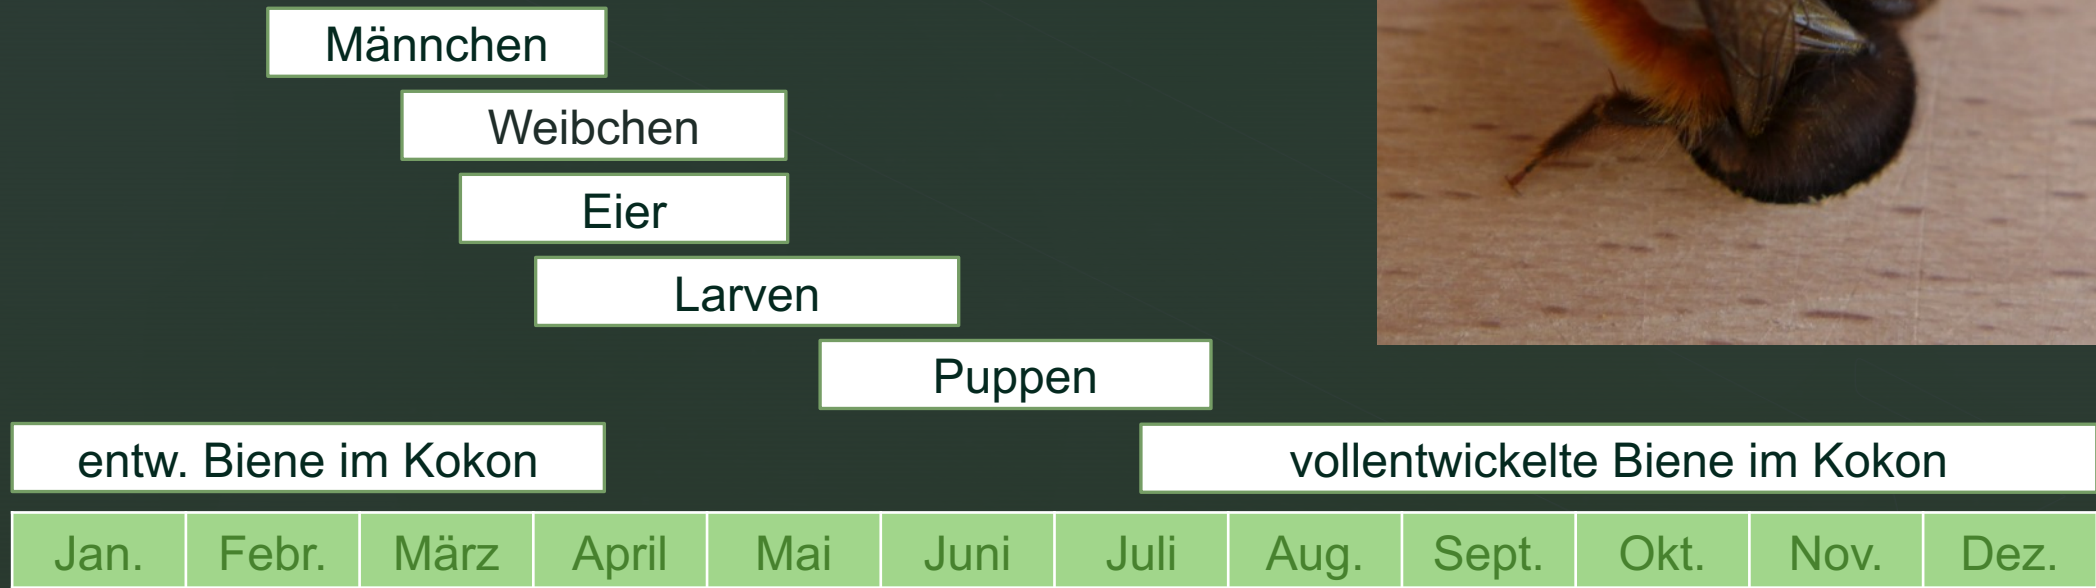 Männchen
Weibchen
Eier
Larven
Puppen
entw. Biene im Kokon vollentwickelte Biene im Kokon
Jan. Febr. März April Mai Juni Juli Aug. Sept. Okt. Nov. Dez.